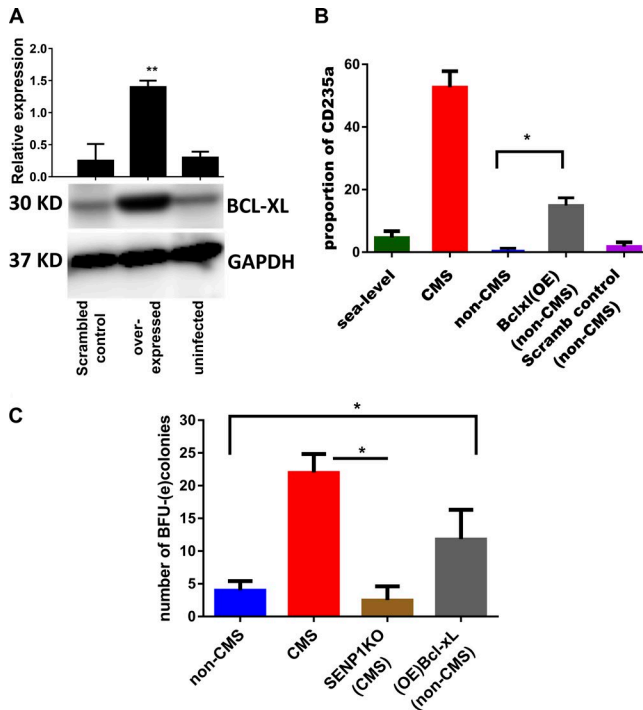 A
Relative expression
2.0
1.5
1.0
0.5
0.0
**
30 KD
BCL-XL
37 KD
GAPDH
Scrambled
control
over-
expressed
uninfected
B
proportion of CD235a
60
40
20
0
*
sea-level
CMS
non-CMS
Bclxl(OE)
(non-CMS)
Scramb control
(non-CMS)
C
number of BFU-(e)colonies
30
25
20
15
10
5
0
*
*
non-CMS
CMS
SENP1KO
(CMS)
(OE)Bcl-xL
(non-CMS)